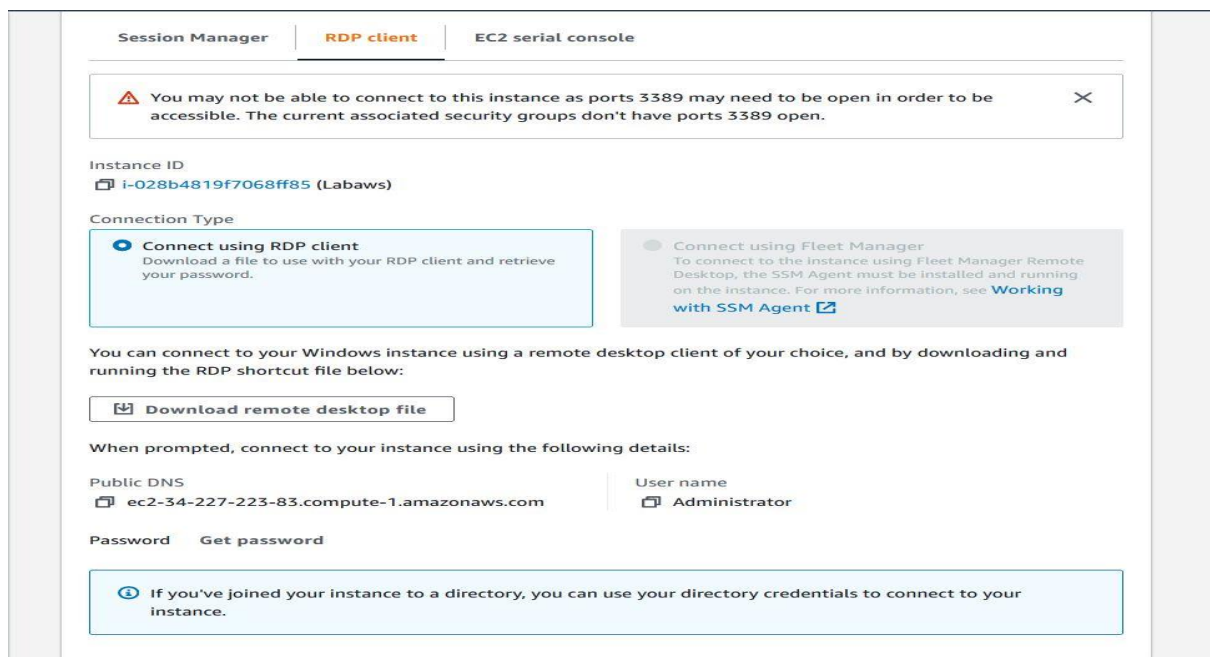 Session Manager
RDP client
EC2 serial console
You may not be able to connect to this instance as ports 3389 may need to be open in order to be
accessible. The current associated security groups don't have ports 3389 open.
Instance ID
i-028b4819f7068ff85 (Labaws)
Connection Type
Connect using RDP client
Download a file to use with your RDP client and retrieve
your password.
Connect using Fleet Manager
To connect to the instance using Fleet Manager Remote
Desktop, the SSM Agent must be installed and running
on the instance. For more information, see Working
with SSM Agent
You can connect to your Windows instance using a remote desktop client of your choice, and by downloading and
running the RDP shortcut file below:
Download remote desktop file
When prompted, connect to your instance using the following details:
Public DNS
ec2-34-227-223-83.compute-1.amazonaws.com
User name
Administrator
Password Get password
If you've joined your instance to a directory, you can use your directory credentials to connect to your
instance.